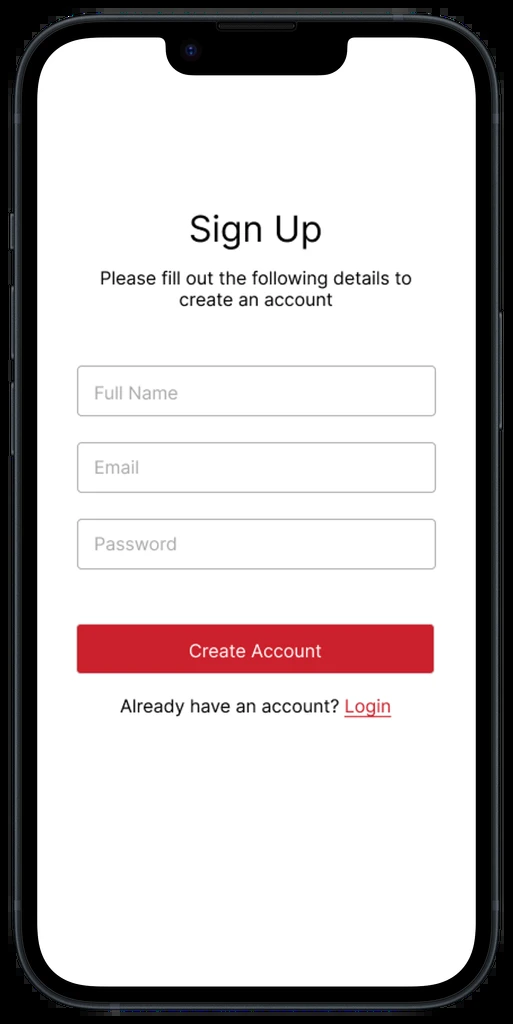 Sign Up
Please fill out the following details to
create an account
Full Name
Email
Password
Create Account
Already have an account? Login